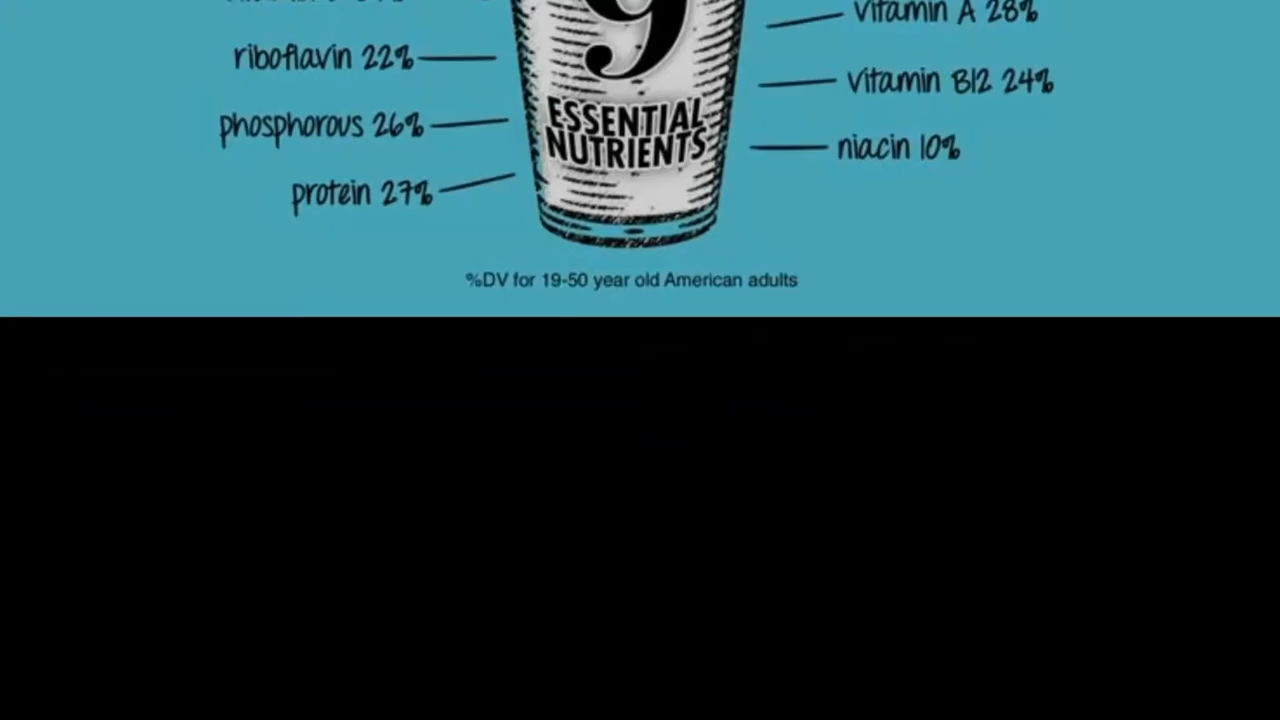 vitamin A 28%
riboflavin 22%
9
vitamin B12 24%
phosphorous 26%
ESSENTIAL
NUTRIENTS
niacin 10%
protein 27%
%DV for 19-50 year old American adults